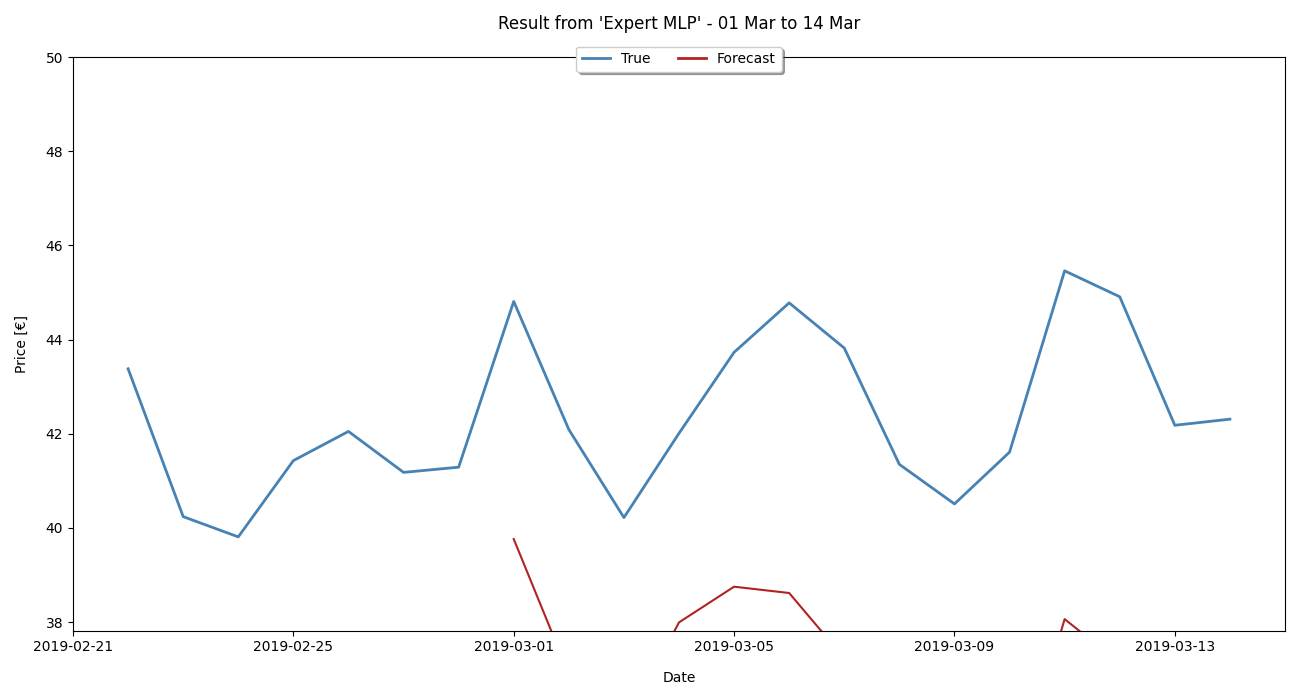 Result from 'Expert MLP' - 01 Mar to 14 Mar
True Forecast
50
48
46
44
42
40
38
Price [€]
2019-02-21 2019-02-25 2019-03-01 2019-03-05 2019-03-09 2019-03-13
Date